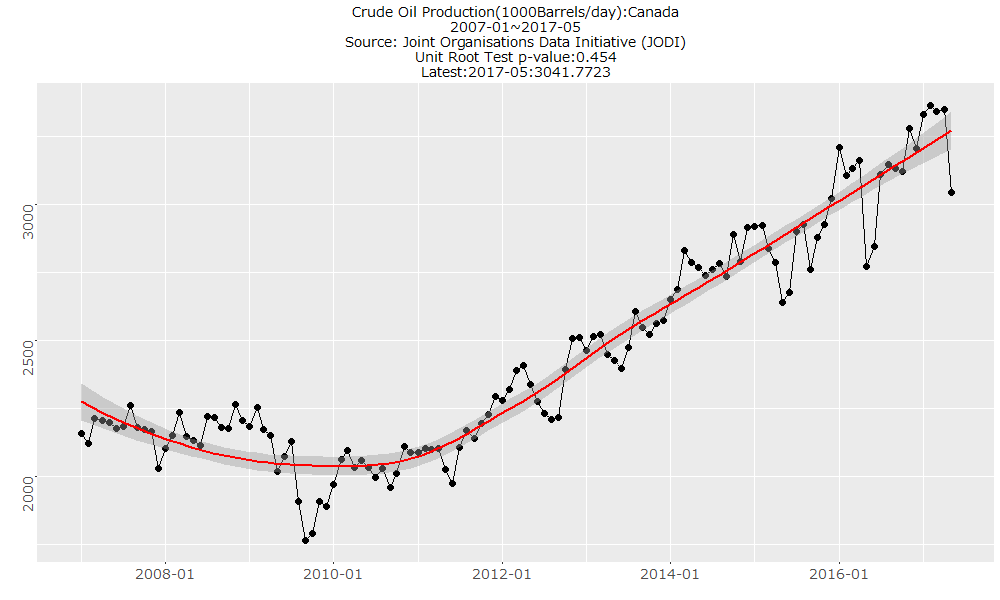 Crude Oil Production(1000Barrels/day):Canada
2007-01~2017-05
Source: Joint Organisations Data Initiative (JODI)
Unit Root Test p-value:0.454
Latest:2017-05:3041.7723
3000
2500
2000
2008-01 2010-01 2012-01 2014-01 2016-01